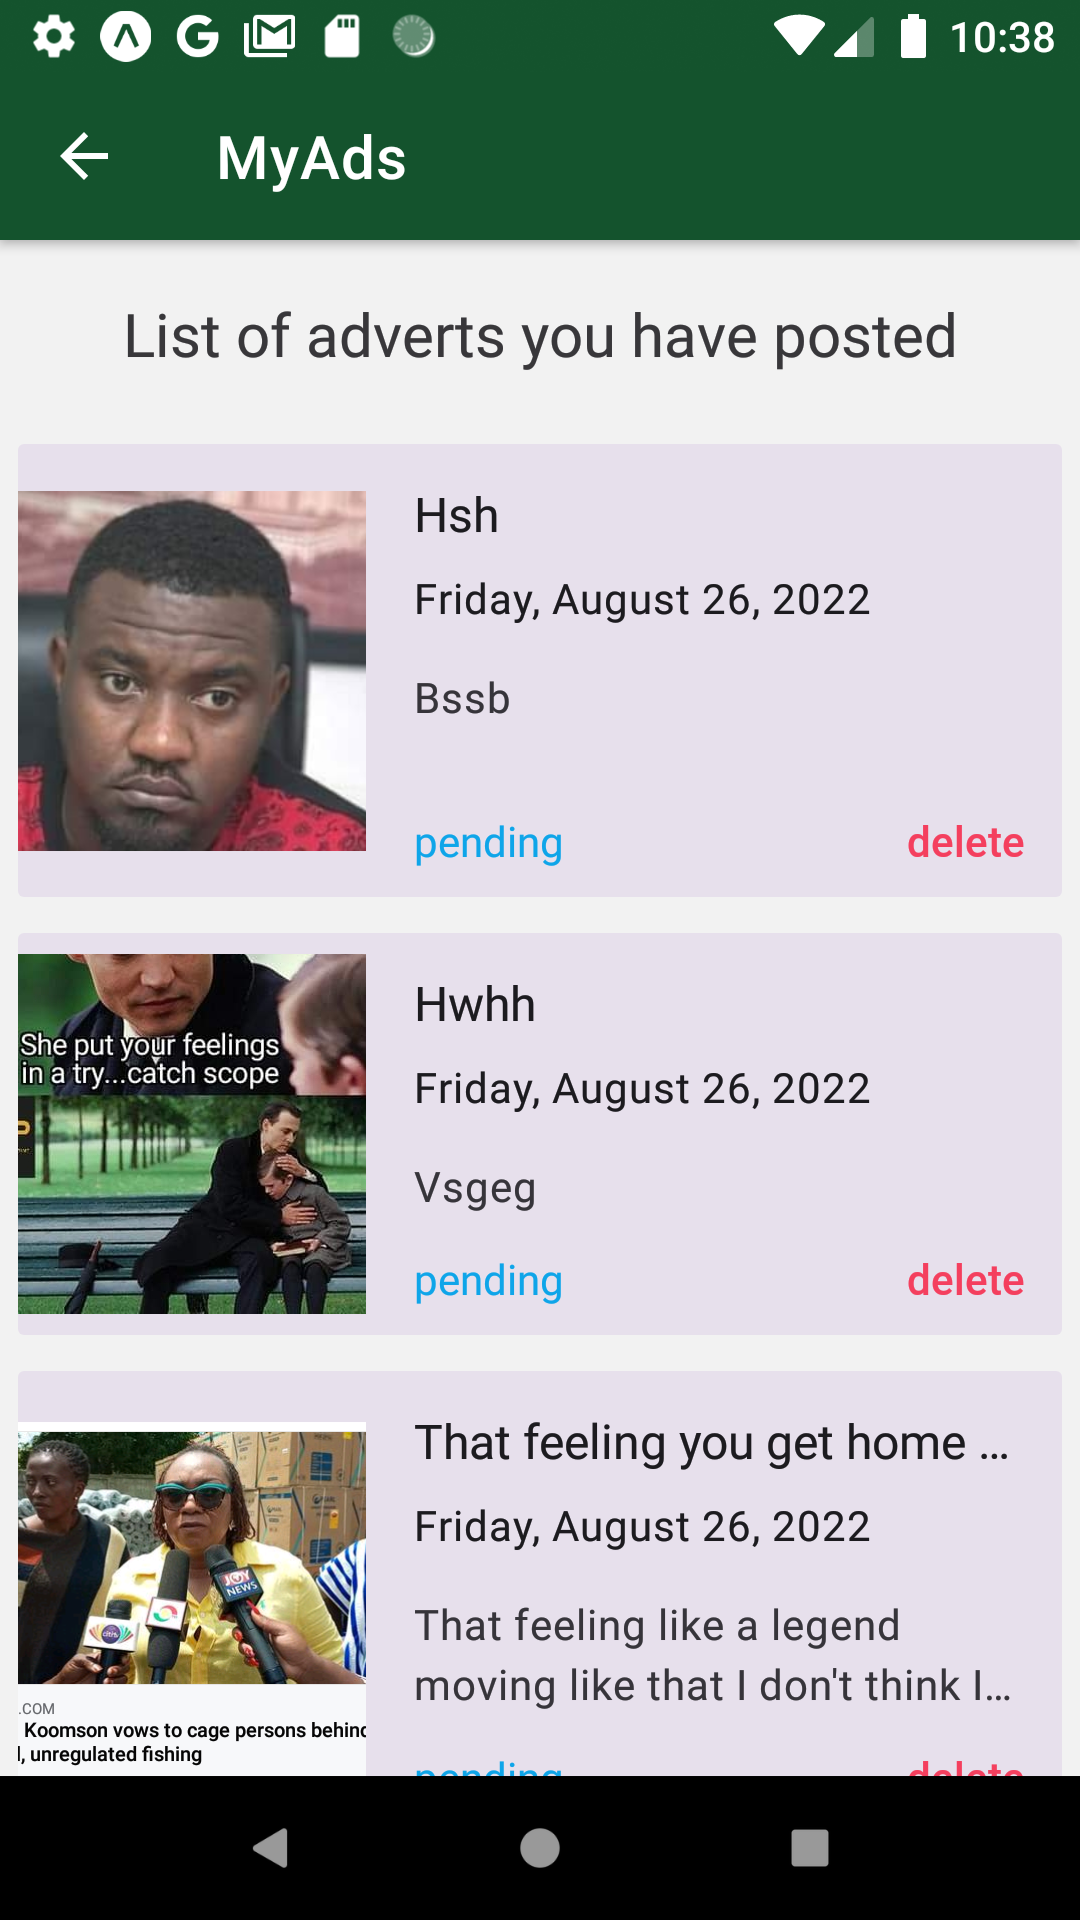 10:38
MyAds
List of adverts you have posted
Hsh
Friday, August 26, 2022
Bssb
pending
delete
She put your feelings
in a try...catch scope
Hwhh
Friday, August 26, 2022
Vsgeg
pending
delete
That feeling you get home ...
Friday, August 26, 2022
That feeling like a legend
moving like that I don't think I...
JOY
NEWS
citi
.COM
Koomson vows to cage persons behind
, unregulated fishing
pending
delete